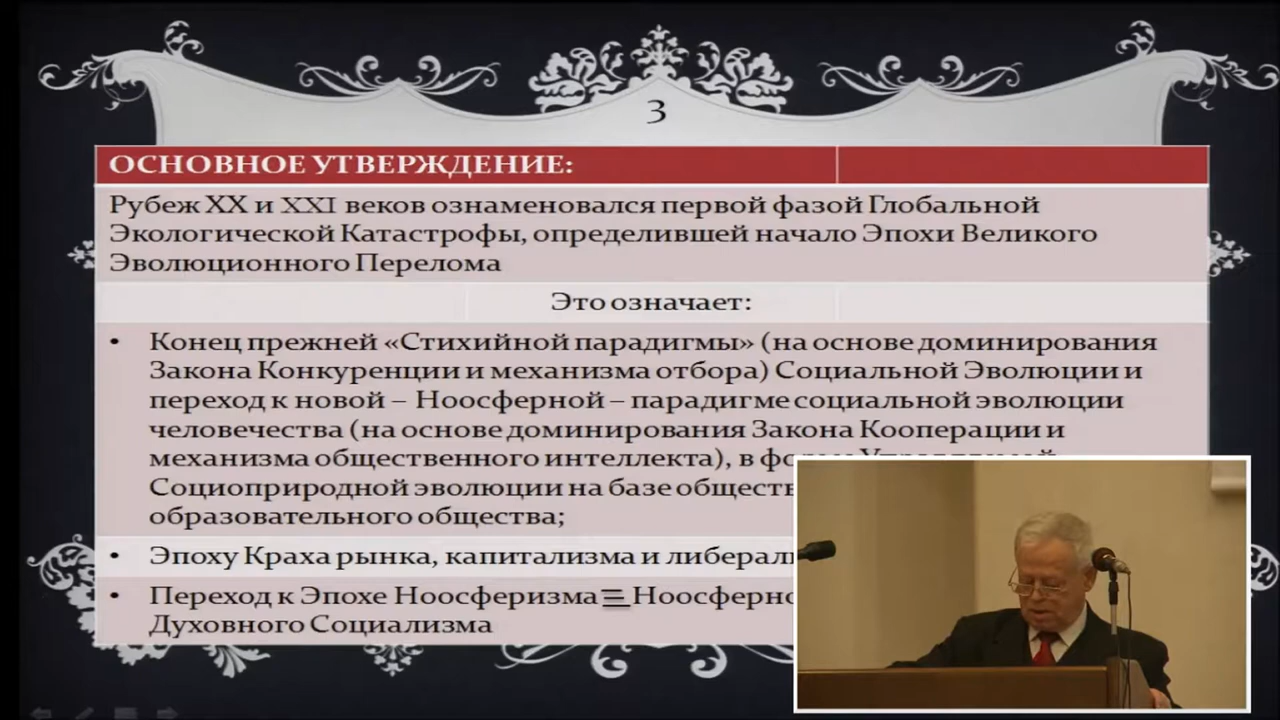 3
ОСНОВНОЕ УТВЕРЖДЕНИЕ:
Рубеж XX и XXI веков ознаменовался первой фазой Глобальной
Экологической Катастрофы, определившей начало Эпохи Великого
Эволюционного Перелома
Это означает:
• Конец прежней «Стихийной парадигмы» (на основе доминирования
Закона Конкуренции и механизма отбора) Социальной Эволюции и
переход к новой – Ноосферной – парадигме социальной эволюции
человечества (на основе доминирования Закона Кооперации и
механизма общественного интеллекта), в
Социоприродной эволюции на базе
образовательного общества;
• Эпоху Краха рынка, капитализма и
• Переход к Эпохе Ноосферизма ≡
Духовного Социализма